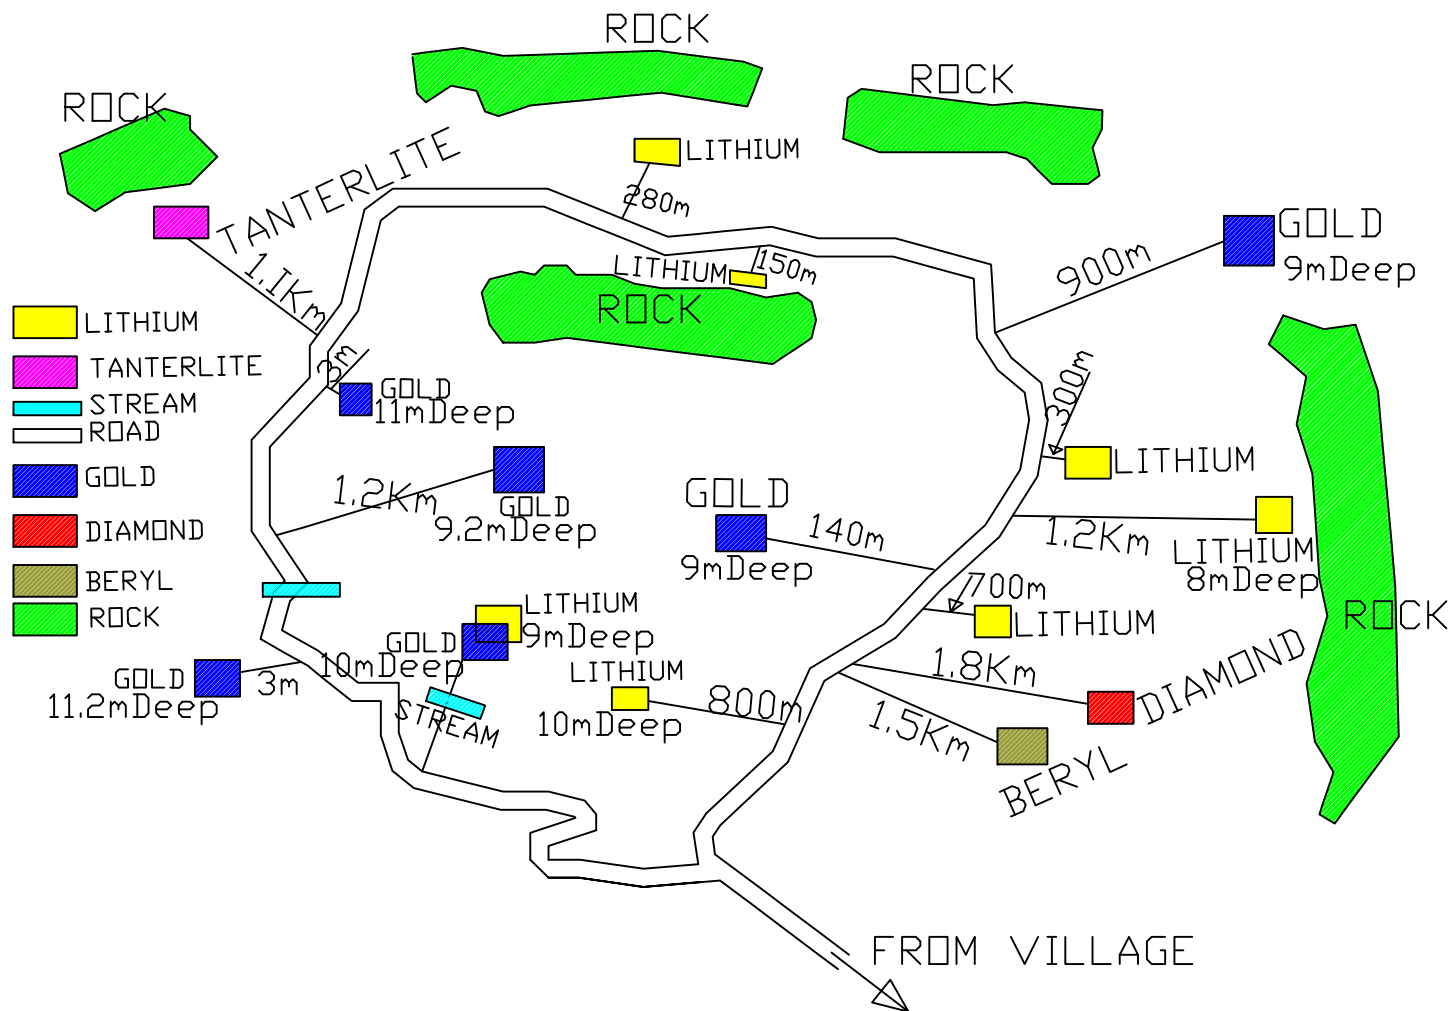 ROCK
ROCK
ROCK
TANTERLITE
LITHIUM
280m
1.1Km
LITHIUM
150m
ROCK
900m
GOLD
9mDeep
LITHIUM
TANTERLITE
STREAM
ROAD
GOLD
DIAMOND
BERYL
ROCK
3m
GOLD
11mDeep
1.2Km
GOLD
9.2mDeep
GOLD
9mDeep
140m
300m
LITHIUM
1.2Km
LITHIUM
8mDeep
700m
LITHIUM
ROCK
LITHIUM
9mDeep
GOLD
10mDeep
GOLD
11.2mDeep
3m
STREAM
LITHIUM
10mDeep
800m
1.8Km
DIAMOND
1.5Km
BERYL
FROM VILLAGE